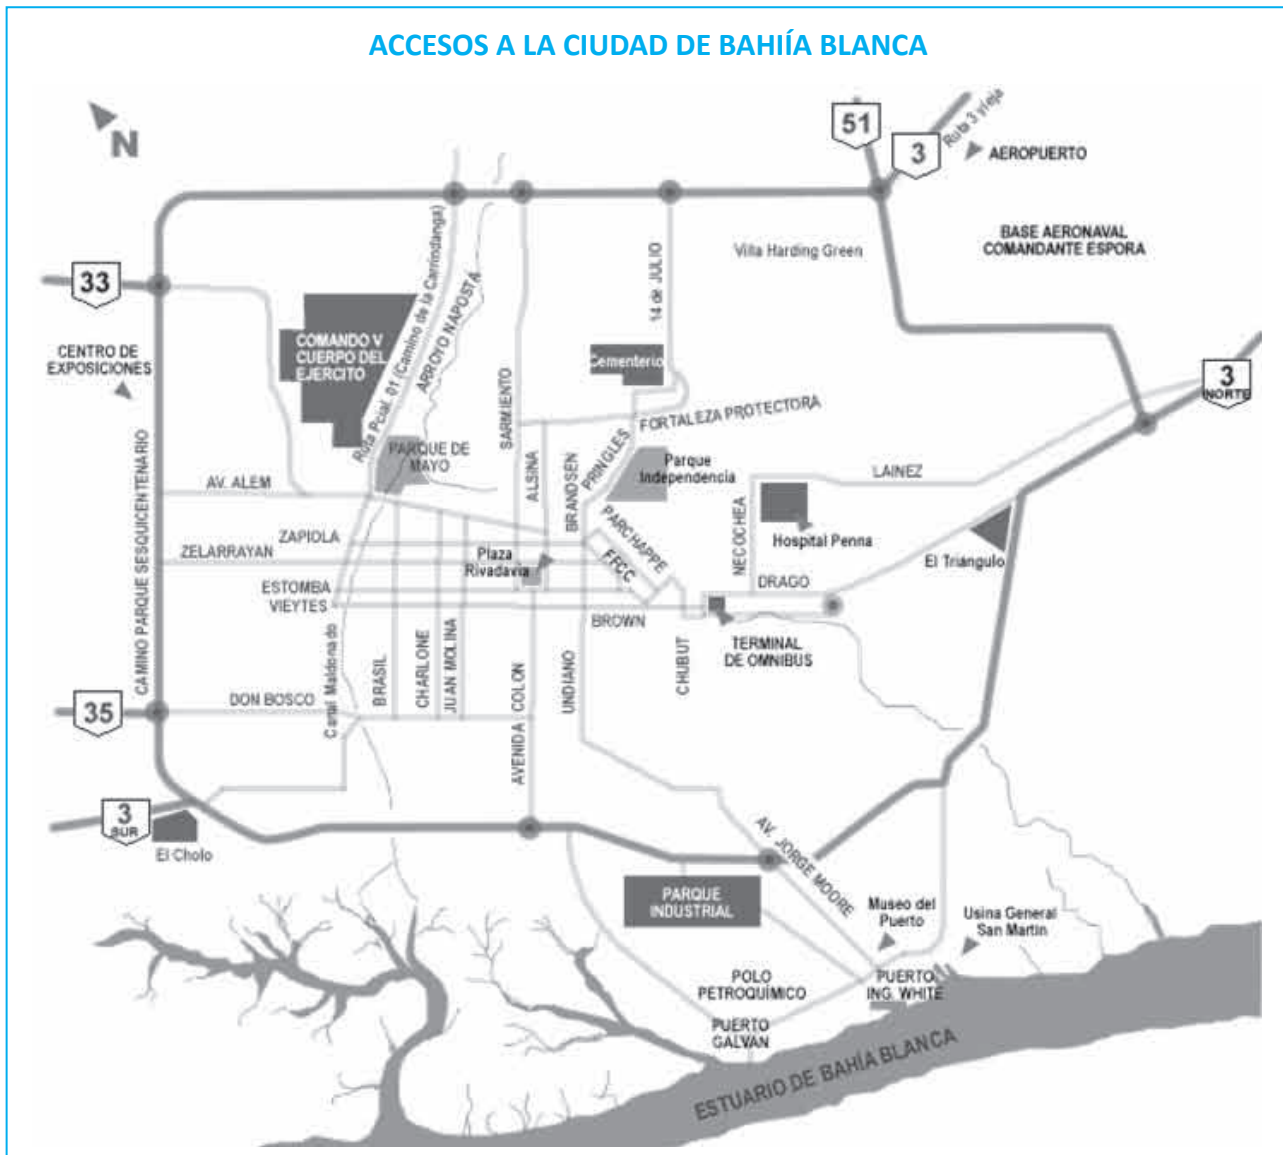 ACCESOS A LA CIUDAD DE BAHIÍA BLANCA
N
51
3
Ruta 3 vieja
AEROPUERTO
BASE AERONAVAL
COMANDANTE ESPORA
Villa Harding Green
33
CENTRO DE
EXPOSICIONES
COMANDO V
CUERPO DEL
EJERCITO
Ruta Pcial. 01 (Camino de la Carrindanga)
ARROYO NAPOSTA
SARMIENTO
14 de JULIO
Cementerio
3
NORTE
FORTALEZA PROTECTORA
PARQUE DE
MAYO
ALSINA
BRANDSEN
PRINGLES
Parque
Independencia
LAINEZ
CAMINO PARQUE SESQUICENTENARIO
AV. ALEM
ZAPIOLA
ZELARRAYAN
Plaza
Rivadavia
PARCHAPPE
FFCC
NECOCHEA
Hospital Penna
El Triángulo
DRAGO
ESTOMBA
VIEYTES
BROWN
TERMINAL
DE OMNIBUS
Canal Maldonado
BRASIL
CHARLONE
JUAN MOLINA
AVENIDA COLON
UNDIANO
CHUBUT
DON BOSCO
35
3
SUR
El Cholo
AV. JORGE MOORE
PARQUE
INDUSTRIAL
Museo del
Puerto
Usina General
San Martín
POLO
PETROQUÍMICO
PUERTO
ING. WHITE
PUERTO
GALVAN
ESTUARIO DE BAHÍA BLANCA